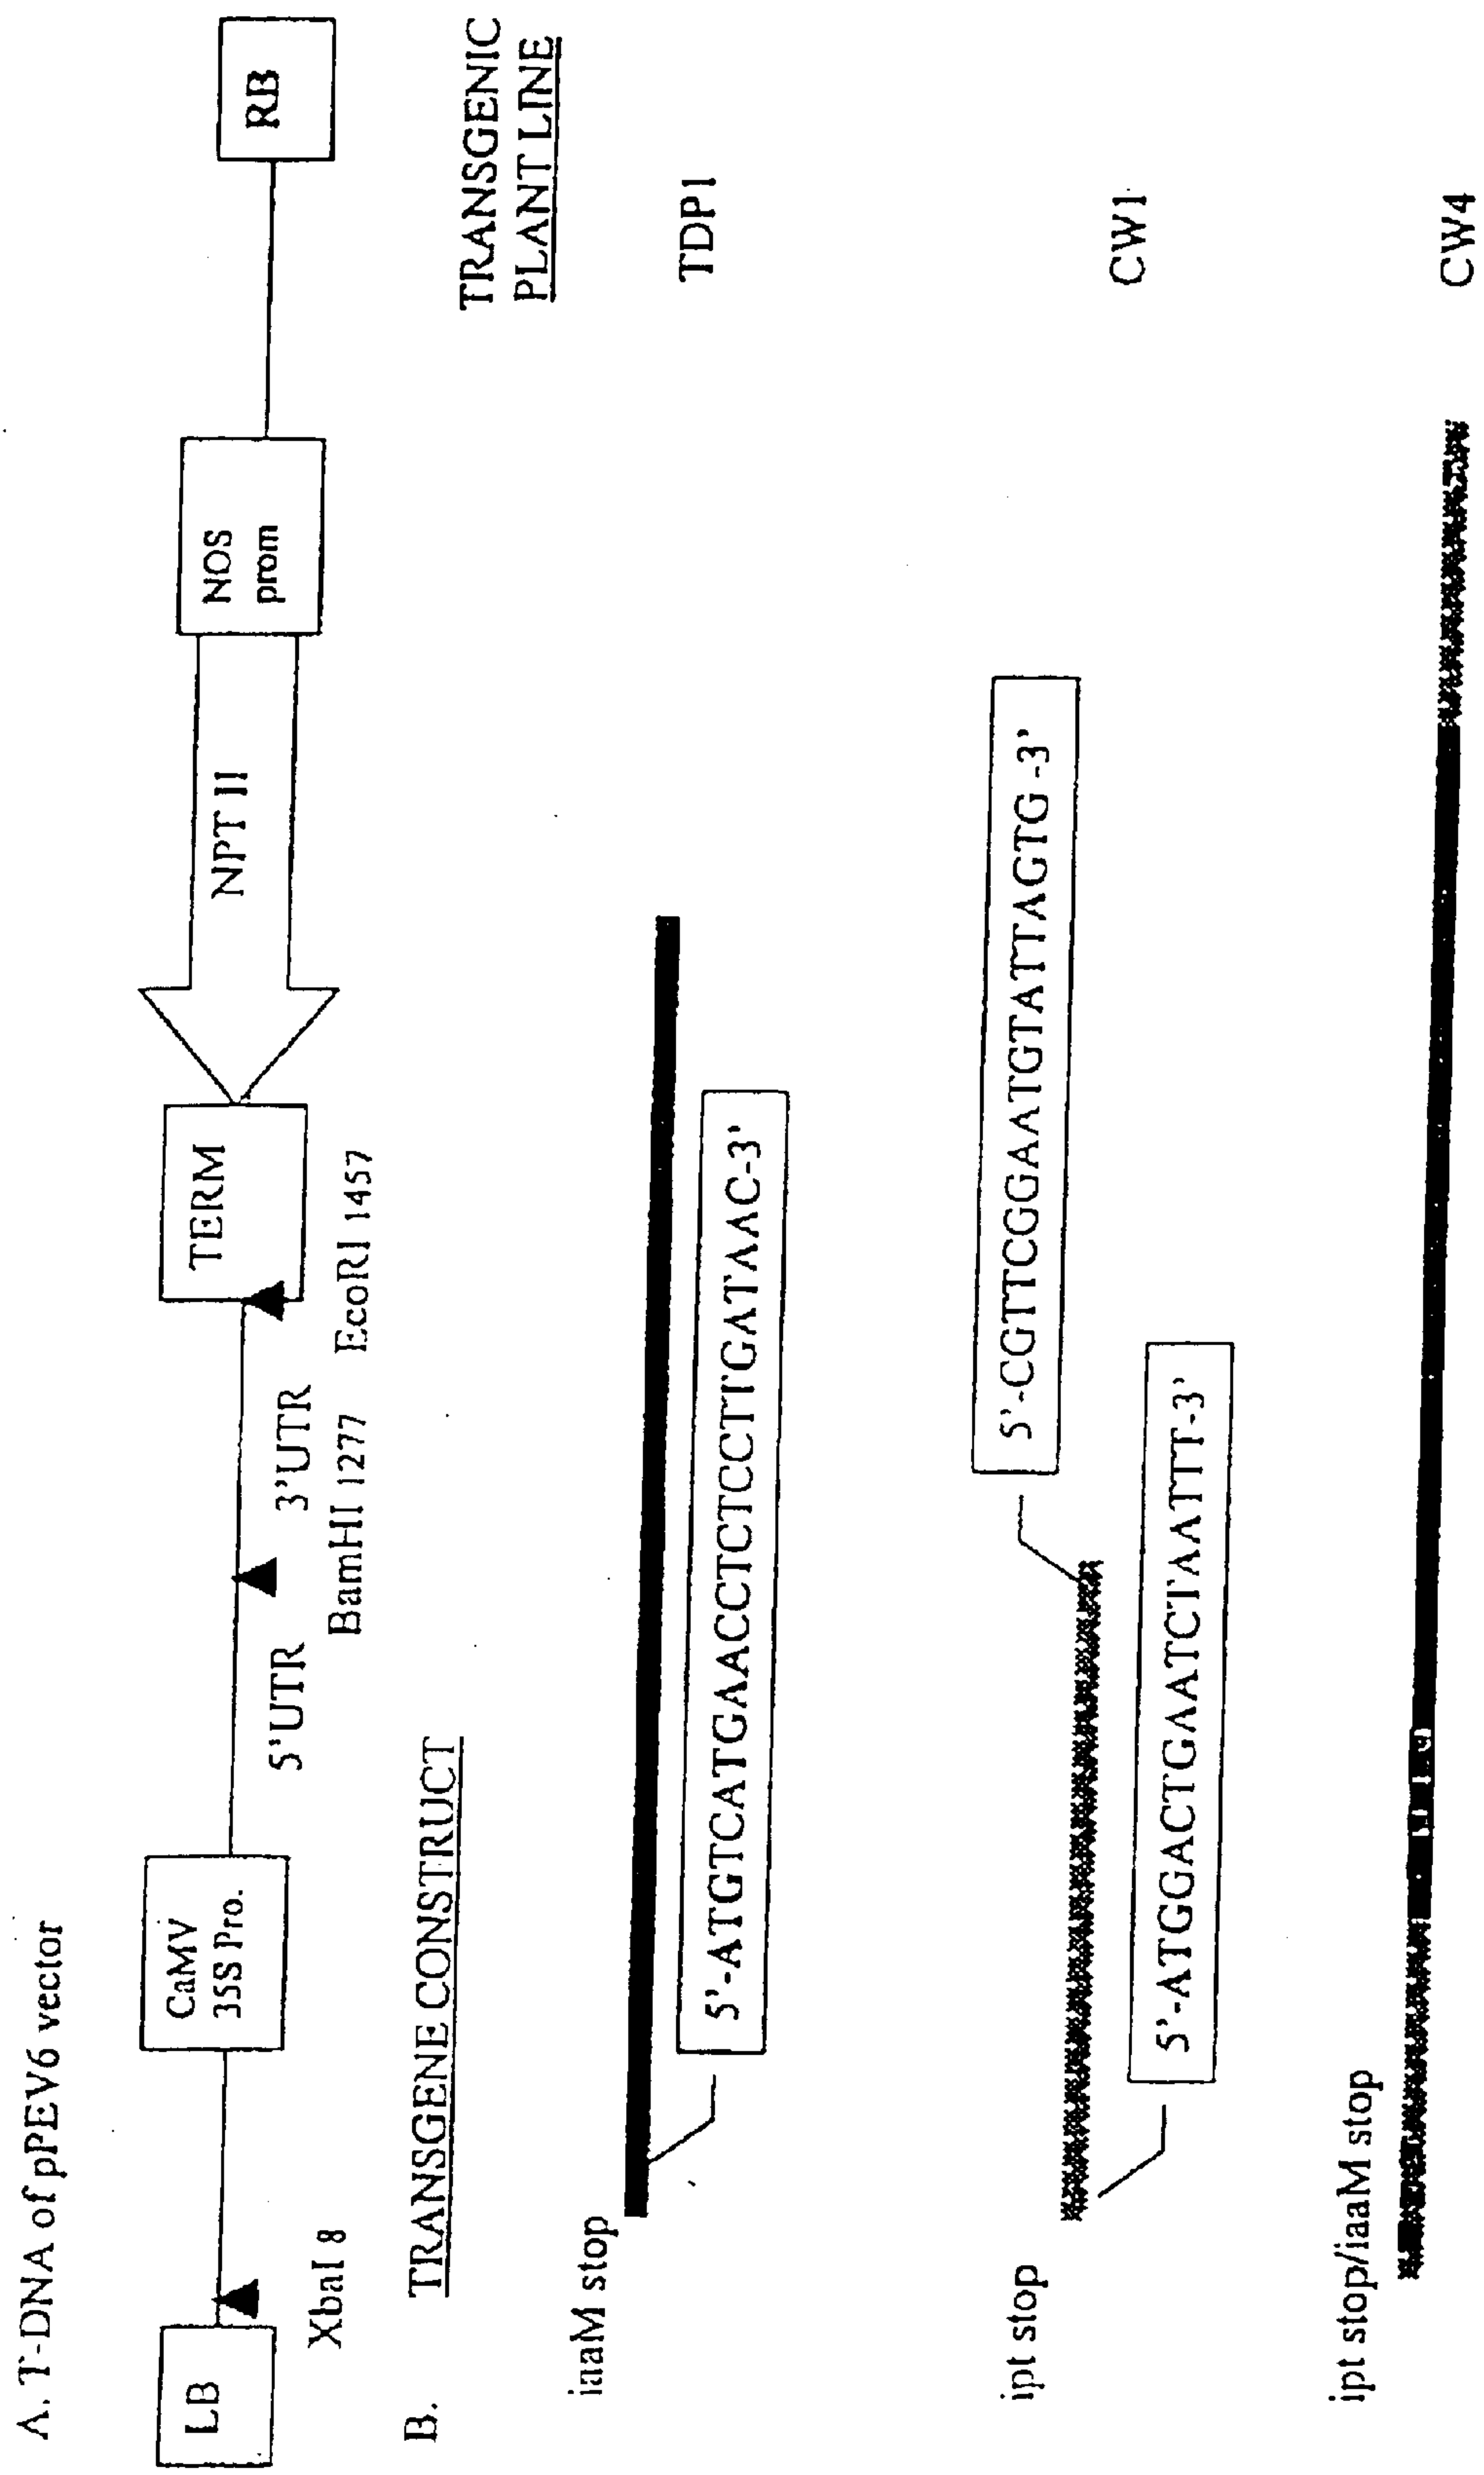 A. T-DNA of pPEV6 vector
LB
CaMV
35S Pro.
TERM
NPT II
NOS
prom
RB
XbaI 8
5'UTR
3'UTR
BamHI 1277
EcoRI 1457
B.
TRANSGENE CONSTRUCT
TRANSGENIC
PLANT LINE
iaaM stop
TDP1
5'-ATGTCATGAACCTCTCCTTGATAAC-3'
5'-CGTTCGGAATGTATTAGTG -3'
ipt stop
CW1
5'-ATGGACTGAATCTAATTT-3'
ipt stop/iaaM stop
CW4